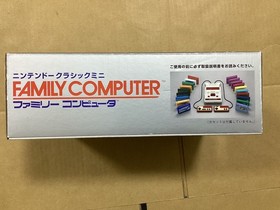 ニンテンドークラシックミニ
FAMILY COMPUTER
ファミリー コンピュータ
ご使用の前に必ず取扱説明書をお読みください。